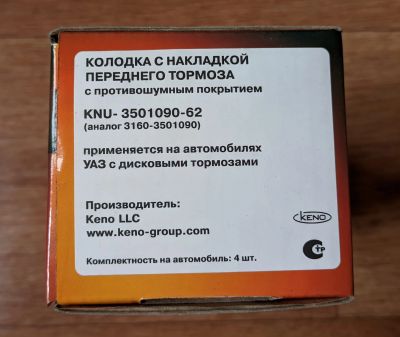 КОЛОДКА С НАКЛАДКОЙ
ПЕРЕДНЕГО ТОРМОЗА
с противошумным покрытием
KNU- 3501090-62
(аналог 3160-3501090)
применяется на автомобилях
УАЗ с дисковыми тормозами
Производитель:
Keno LLC
www.keno-group.com
KENO
Комплектность на автомобиль: 4 шт.